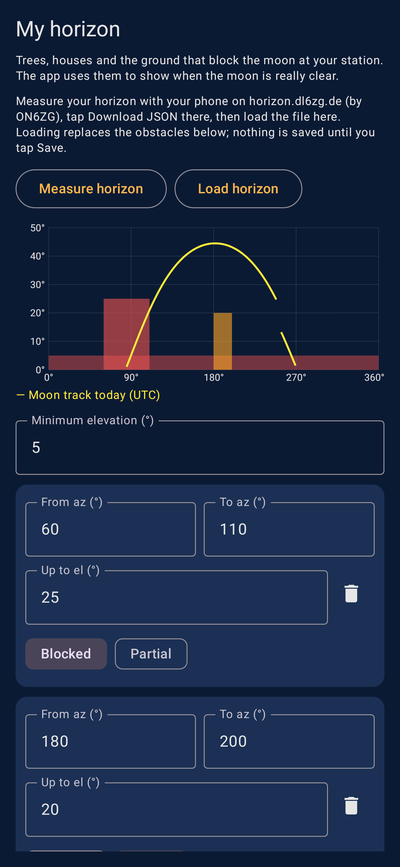 My horizon
Trees, houses and the ground that block the moon at your station.
The app uses them to show when the moon is really clear.
Measure your horizon with your phone on horizon.dl6zg.de (by
ON6ZG), tap Download JSON there, then load the file here.
Loading replaces the obstacles below; nothing is saved until you
tap Save.
Measure horizon Load horizon
50°
40°
30°
20°
10°
0°
0° 90° 180° 270° 360°
— Moon track today (UTC)
Minimum elevation (°)
5
From az (°) To az (°)
60 110
Up to el (°)
25
Blocked Partial
From az (°) To az (°)
180 200
Up to el (°)
20